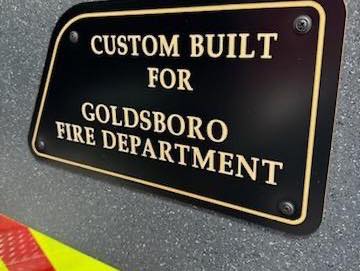 CUSTOM BUILT
FOR
GOLDSBORO
FIRE DEPARTMENT